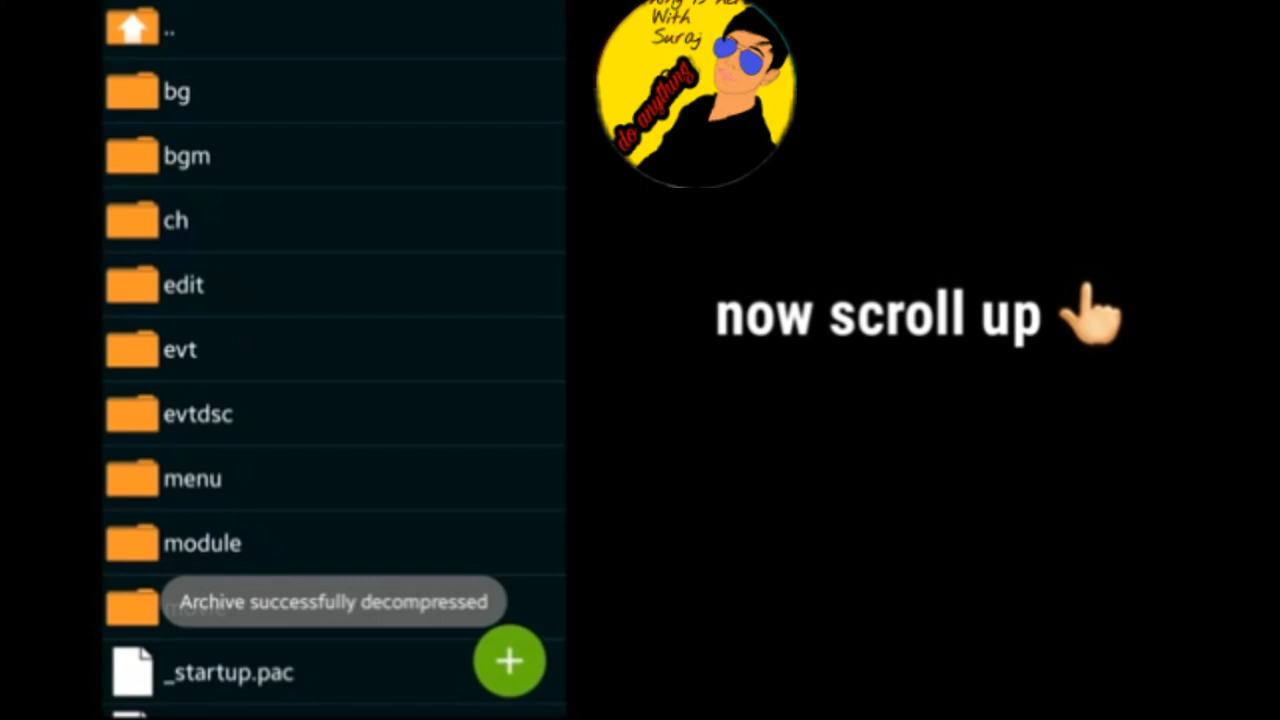 ..
bg
bgm
ch
edit
evt
evtdsc
menu
module
Archive successfully decompressed
_startup.pac
With
Suraj
do anything
now scroll up